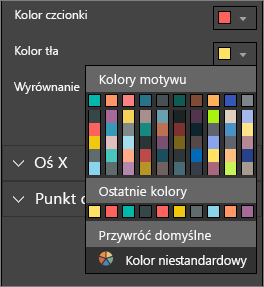 Kolor czcionki
Kolor tła
Wyrównanie
Kolory motywu
Oś X
Ostatnie kolory
Punkt
Przywróć domyślne
Kolor niestandardowy